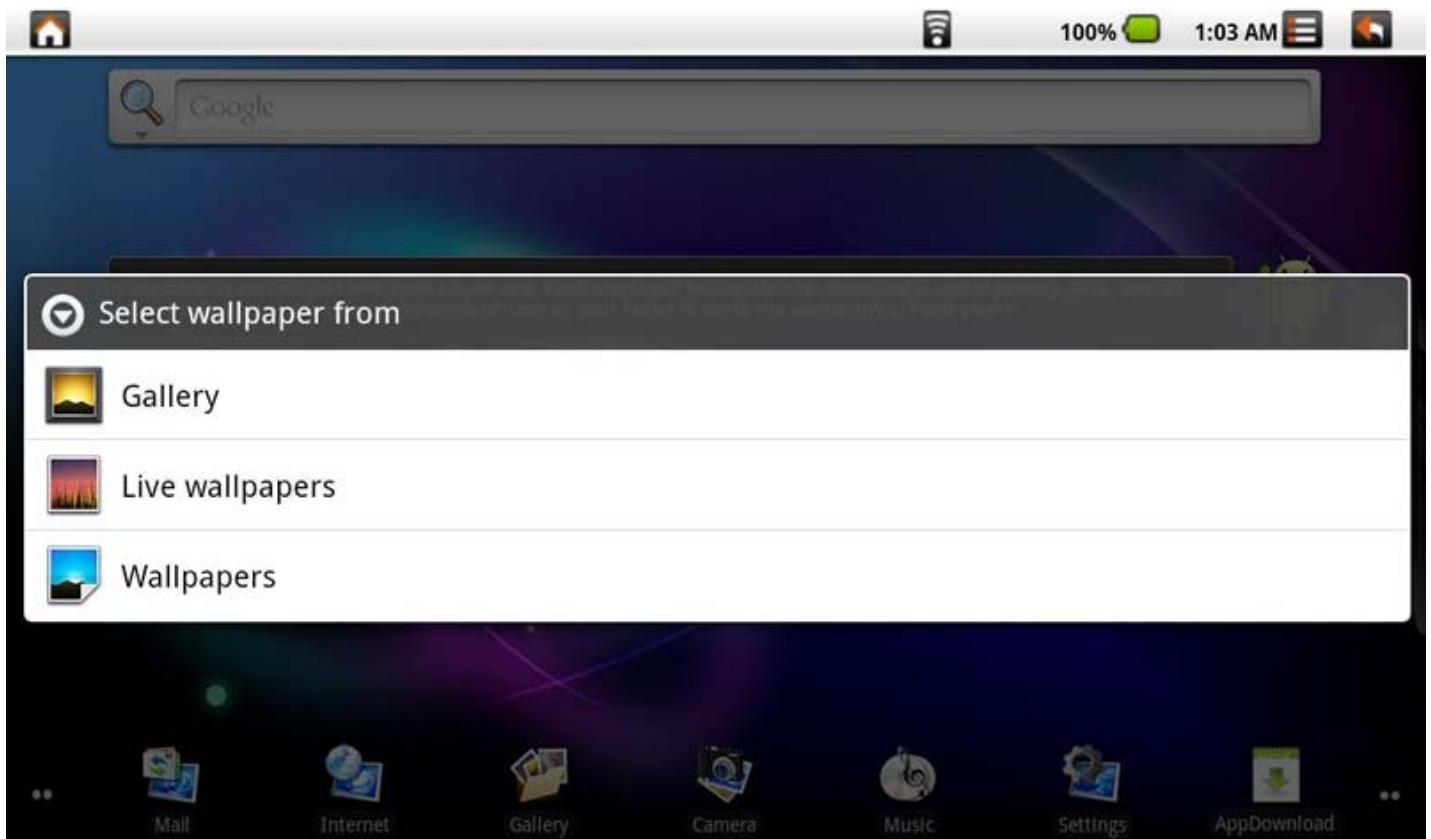 100% 1:03 AM
Google
Select wallpaper from
Gallery
Live wallpapers
Wallpapers
Mail Internet Gallery Camera Music Settings AppDownload